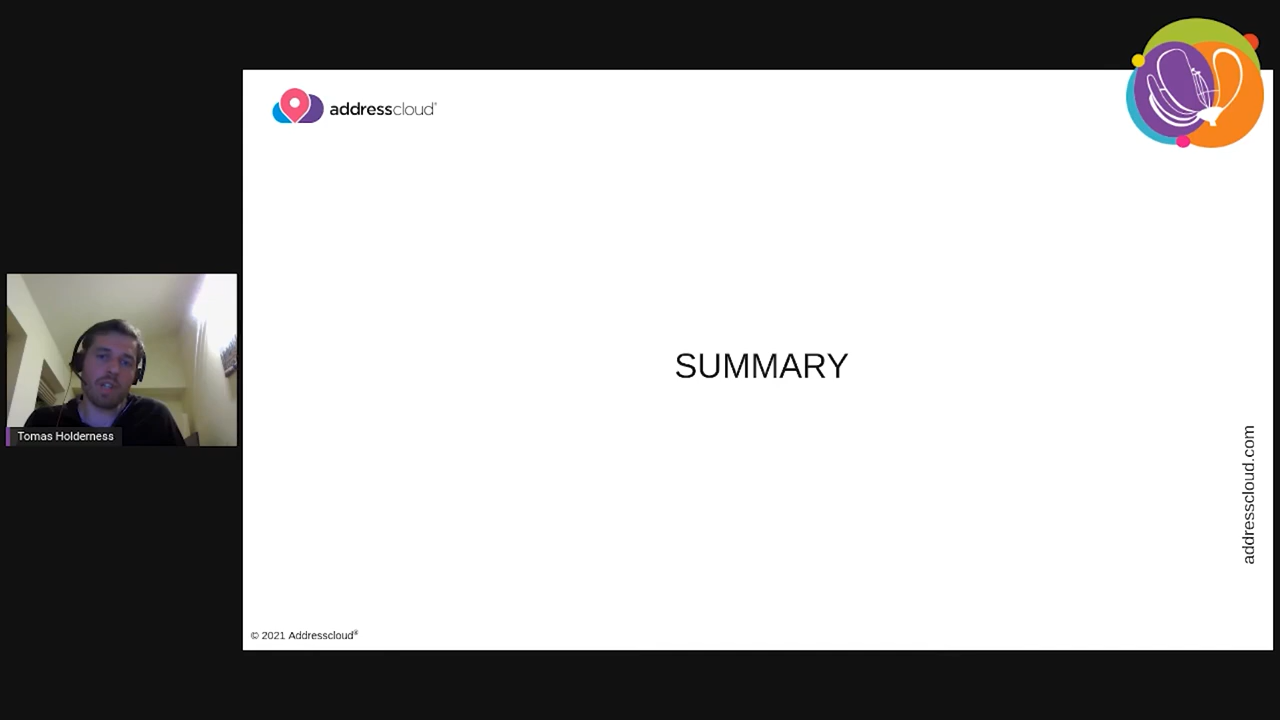 addresscloud®
SUMMARY
addresscloud.com
Tomas Holderness
© 2021 Addresscloud®